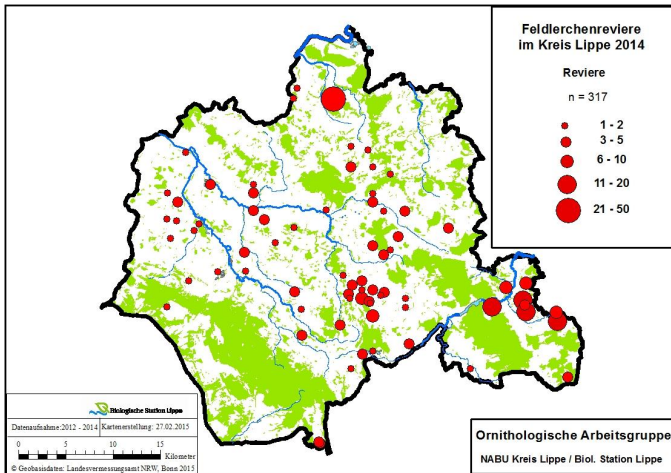 Feldlerchenreviere
im Kreis Lippe 2014
Reviere
n = 317
1 - 2
3 - 5
6 - 10
11 - 20
21 - 50
Biologische Station Lippe
Datenaufnahme:2012 - 2014
Kartenerstellung: 27.02.2015
0
5
10
15
Kilometer
© Geobasisdaten: Landesvermessungsamt NRW, Bonn 2015
Ornithologische Arbeitsgruppe
NABU Kreis Lippe / Biol. Station Lippe